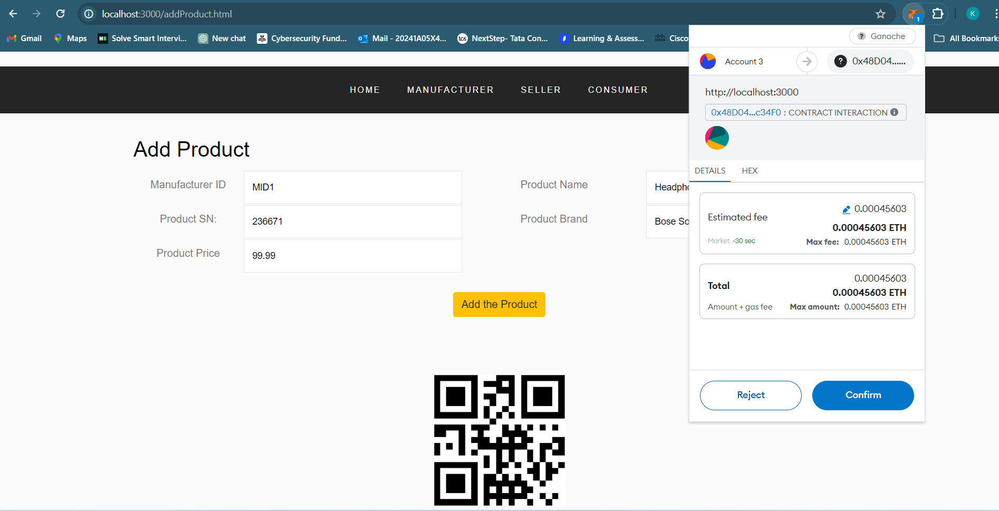 localhost:3000/addProduct.html
1
K
Gmail
Maps
Solve Smart Intervi...
New chat
Cybersecurity Fund...
Mail - 20241A05X4...
NextStep- Tata Con...
Learning & Assess...
Cisco
All Bookmarks
HOME
MANUFACTURER
SELLER
CONSUMER
Add Product
Manufacturer ID
MID1
Product Name
Headpho
Product SN:
236671
Product Brand
Bose So
Product Price
99.99
Add the Product
Ganache
Account 3
0x48D04......
http://localhost:3000
0x48D04...c34F0 : CONTRACT INTERACTION
DETAILS
HEX
Estimated fee
0.00045603
0.00045603 ETH
Market ~30 sec
Max fee: 0.00045603 ETH
Total
0.00045603
0.00045603 ETH
Amount + gas fee
Max amount: 0.00045603 ETH
Reject
Confirm